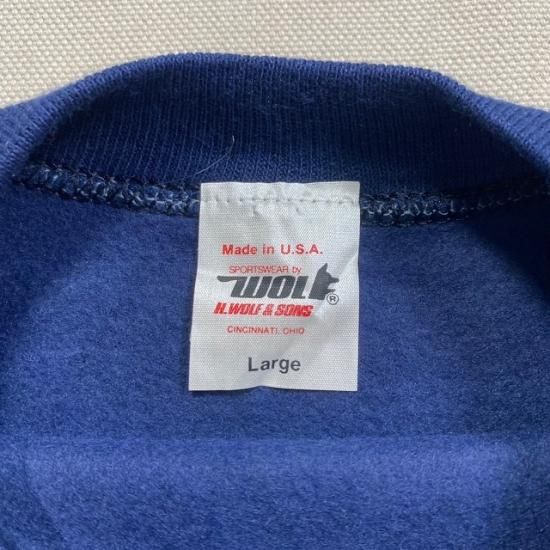 Made in U.S.A.
SPORTSWEAR by
WOLF®
H.WOLF & SONS
CINCINNATI, OHIO
Large